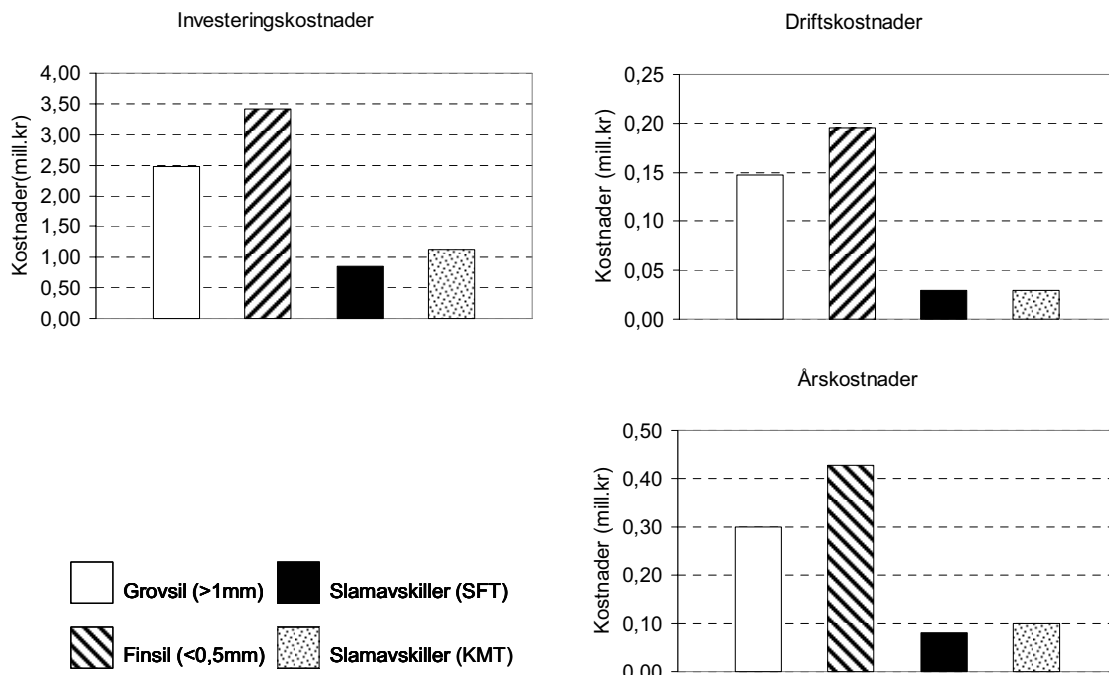 Investeringskostnader
Kostnader(mill.kr)
4,00
3,50
3,00
2,50
2,00
1,50
1,00
0,50
0,00
Driftskostnader
Kostnader (mill.kr)
0,25
0,20
0,15
0,10
0,05
0,00
Årskostnader
Kostnader (mill.kr)
0,50
0,40
0,30
0,20
0,10
0,00
Grovsil (>1mm)
Slamavskiller (SFT)
Finsil (<0,5mm)
Slamavskiller (KMT)